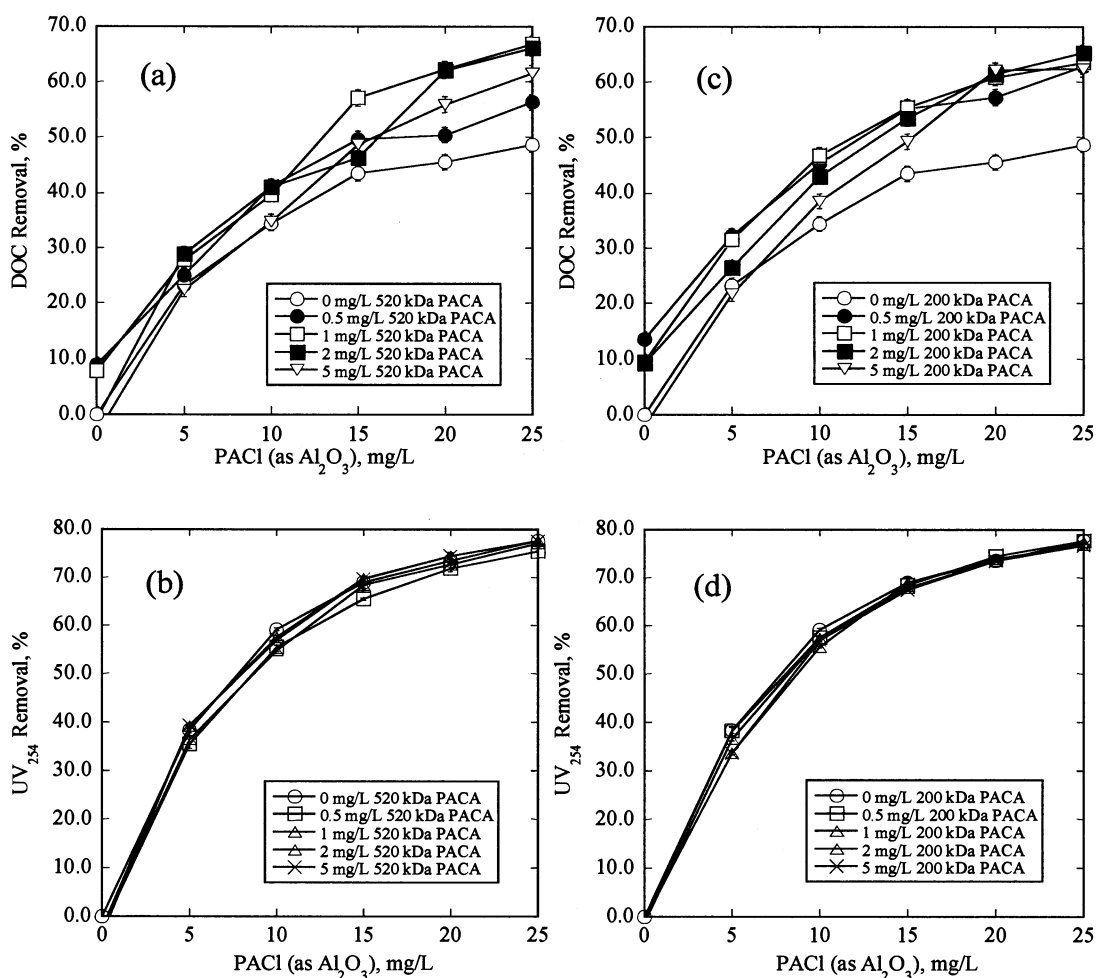 (a)
DOC Removal, %
70.0
60.0
50.0
40.0
30.0
20.0
10.0
0.0
0 mg/L 520 kDa PACA
0.5 mg/L 520 kDa PACA
1 mg/L 520 kDa PACA
2 mg/L 520 kDa PACA
5 mg/L 520 kDa PACA
0 5 10 15 20 25
PACl (as Al₂O₃), mg/L
(c)
DOC Removal, %
70.0
60.0
50.0
40.0
30.0
20.0
10.0
0.0
0 mg/L 200 kDa PACA
0.5 mg/L 200 kDa PACA
1 mg/L 200 kDa PACA
2 mg/L 200 kDa PACA
5 mg/L 200 kDa PACA
0 5 10 15 20 25
PACl (as Al₂O₃), mg/L
(b)
UV₂₅₄ Removal, %
80.0
70.0
60.0
50.0
40.0
30.0
20.0
10.0
0.0
0 mg/L 520 kDa PACA
0.5 mg/L 520 kDa PACA
1 mg/L 520 kDa PACA
2 mg/L 520 kDa PACA
5 mg/L 520 kDa PACA
0 5 10 15 20 25
PACl (as Al₂O₃), mg/L
(d)
UV₂₅₄ Removal, %
80.0
70.0
60.0
50.0
40.0
30.0
20.0
10.0
0.0
0 mg/L 200 kDa PACA
0.5 mg/L 200 kDa PACA
1 mg/L 200 kDa PACA
2 mg/L 200 kDa PACA
5 mg/L 200 kDa PACA
0 5 10 15 20 25
PACl (as Al₂O₃), mg/L